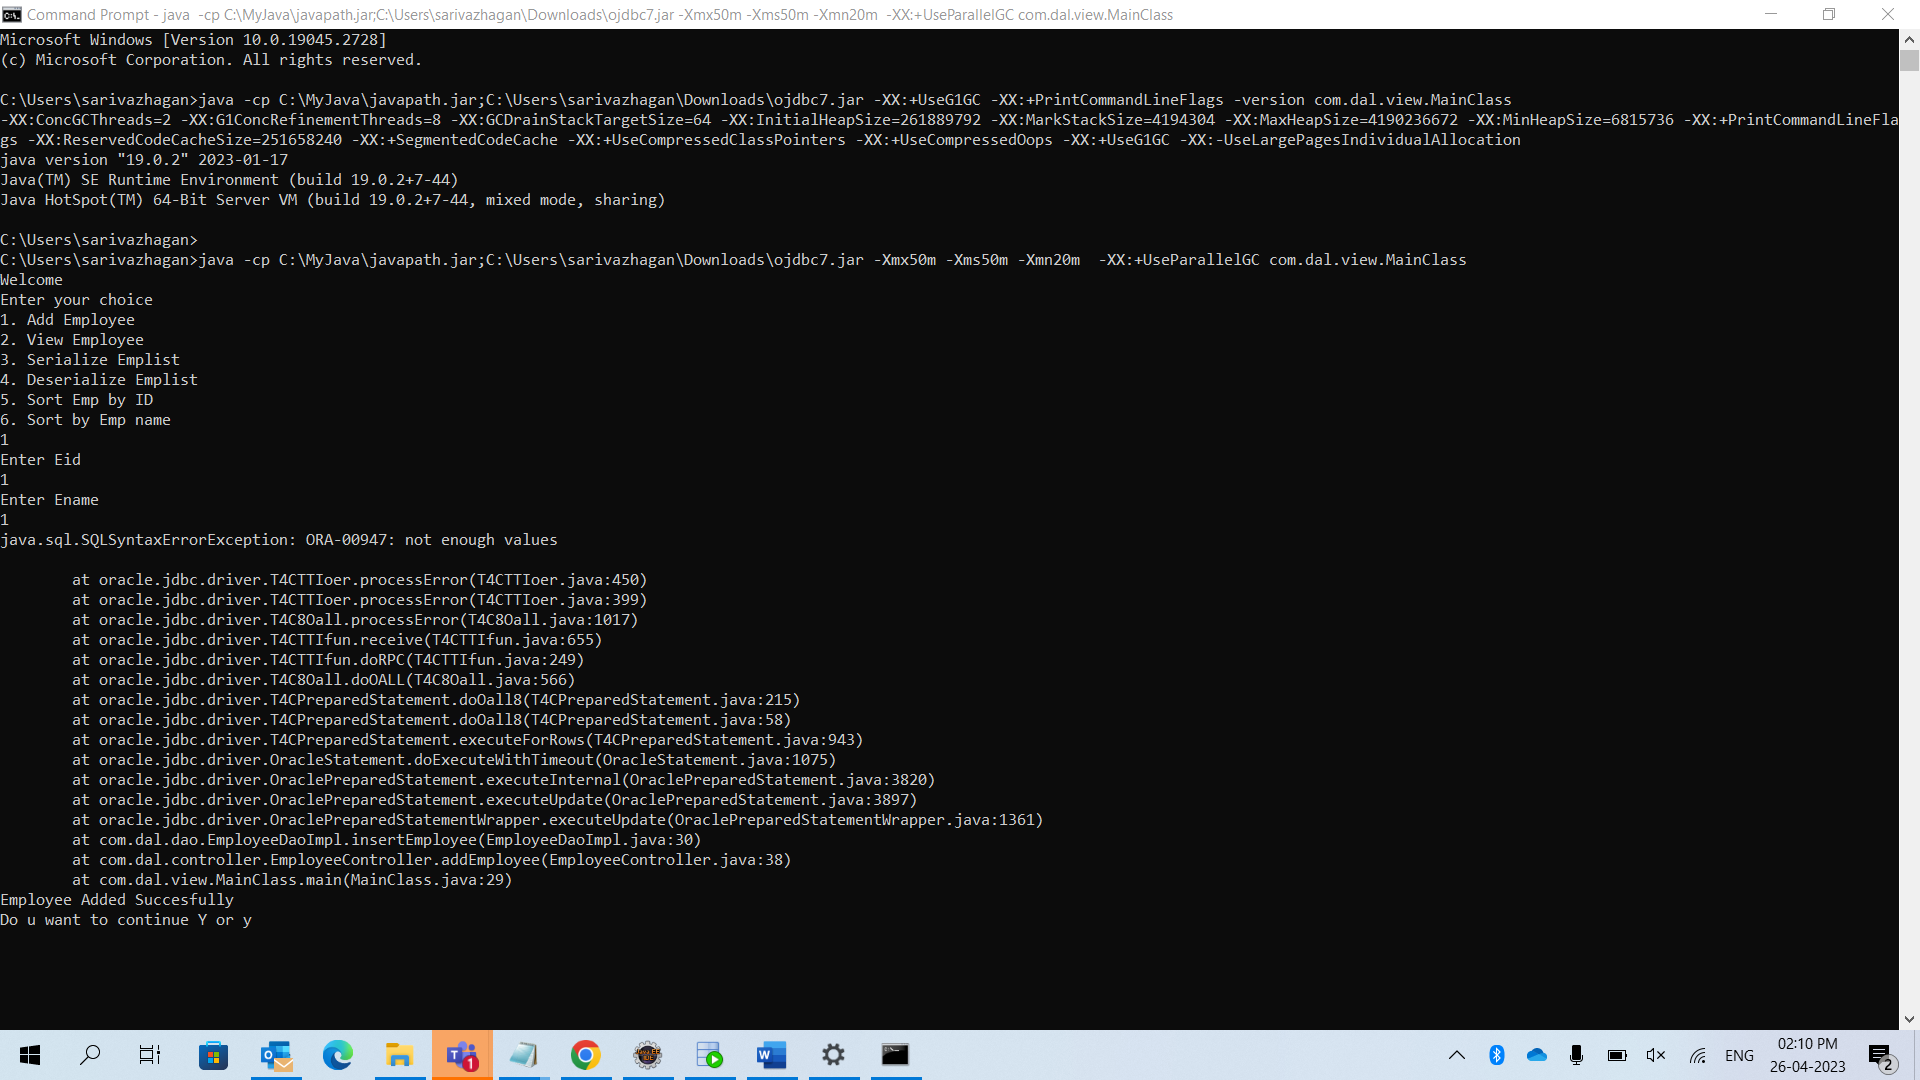 Command Prompt - java  -cp C:\MyJava\javapath.jar;C:\Users\sarivazhagan\Downloads\ojdbc7.jar -Xmx50m -Xms50m -Xmn20m  -XX:+UseParallelGC com.dal.view.MainClass
Microsoft Windows [Version 10.0.19045.2728]
(c) Microsoft Corporation. All rights reserved.
C:\Users\sarivazhagan>java -cp C:\MyJava\javapath.jar;C:\Users\sarivazhagan\Downloads\ojdbc7.jar -XX:+UseG1GC -XX:+PrintCommandLineFlags -version com.dal.view.MainClass
-XX:ConcGCThreads=2 -XX:G1ConcRefinementThreads=8 -XX:GCDrainStackTargetSize=64 -XX:InitialHeapSize=261889792 -XX:MarkStackSize=4194304 -XX:MaxHeapSize=4190236672 -XX:MinHeapSize=6815736 -XX:+PrintCommandLineFla
gs -XX:ReservedCodeCacheSize=251658240 -XX:+SegmentedCodeCache -XX:+UseCompressedClassPointers -XX:+UseCompressedOops -XX:+UseG1GC -XX:-UseLargePagesIndividualAllocation
java version "19.0.2" 2023-01-17
Java(TM) SE Runtime Environment (build 19.0.2+7-44)
Java HotSpot(TM) 64-Bit Server VM (build 19.0.2+7-44, mixed mode, sharing)
C:\Users\sarivazhagan>
C:\Users\sarivazhagan>java -cp C:\MyJava\javapath.jar;C:\Users\sarivazhagan\Downloads\ojdbc7.jar -Xmx50m -Xms50m -Xmn20m  -XX:+UseParallelGC com.dal.view.MainClass
Welcome
Enter your choice
1. Add Employee
2. View Employee
3. Serialize Emplist
4. Deserialize Emplist
5. Sort Emp by ID
6. Sort by Emp name
1
Enter Eid
1
Enter Ename
1
java.sql.SQLSyntaxErrorException: ORA-00947: not enough values
at oracle.jdbc.driver.T4CTTIoer.processError(T4CTTIoer.java:450)
at oracle.jdbc.driver.T4CTTIoer.processError(T4CTTIoer.java:399)
at oracle.jdbc.driver.T4C8Oall.processError(T4C8Oall.java:1017)
at oracle.jdbc.driver.T4CTTIfun.receive(T4CTTIfun.java:655)
at oracle.jdbc.driver.T4CTTIfun.doRPC(T4CTTIfun.java:249)
at oracle.jdbc.driver.T4C8Oall.doOALL(T4C8Oall.java:566)
at oracle.jdbc.driver.T4CPreparedStatement.doOall8(T4CPreparedStatement.java:215)
at oracle.jdbc.driver.T4CPreparedStatement.doOall8(T4CPreparedStatement.java:58)
at oracle.jdbc.driver.T4CPreparedStatement.executeForRows(T4CPreparedStatement.java:943)
at oracle.jdbc.driver.OracleStatement.doExecuteWithTimeout(OracleStatement.java:1075)
at oracle.jdbc.driver.OraclePreparedStatement.executeInternal(OraclePreparedStatement.java:3820)
at oracle.jdbc.driver.OraclePreparedStatement.executeUpdate(OraclePreparedStatement.java:3897)
at oracle.jdbc.driver.OraclePreparedStatementWrapper.executeUpdate(OraclePreparedStatementWrapper.java:1361)
at com.dal.dao.EmployeeDaoImpl.insertEmployee(EmployeeDaoImpl.java:30)
at com.dal.controller.EmployeeController.addEmployee(EmployeeController.java:38)
at com.dal.view.MainClass.main(MainClass.java:29)
Employee Added Succesfully
Do u want to continue Y or y
1
ENG
02:10 PM
26-04-2023
2